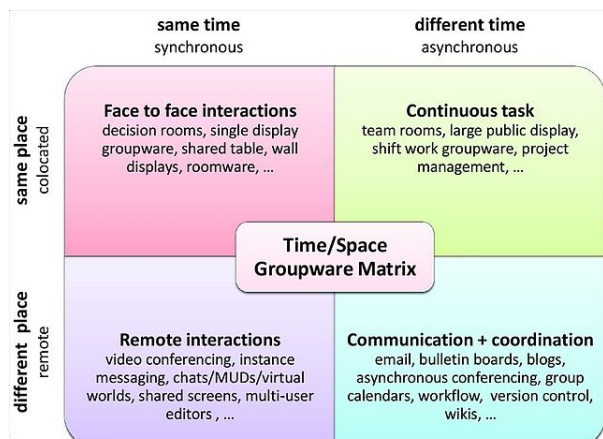 same time
synchronous
different time
asynchronous
same place
colocated
Face to face interactions
decision rooms, single display
groupware, shared table, wall
displays, roomware, ...
Continuous task
team rooms, large public display,
shift work groupware, project
management, ...
Time/Space
Groupware Matrix
different place
remote
Remote interactions
video conferencing, instance
messaging, chats/MUDs/virtual
worlds, shared screens, multi-user
editors , ...
Communication + coordination
email, bulletin boards, blogs,
asynchronous conferencing, group
calendars, workflow, version control,
wikis, ...